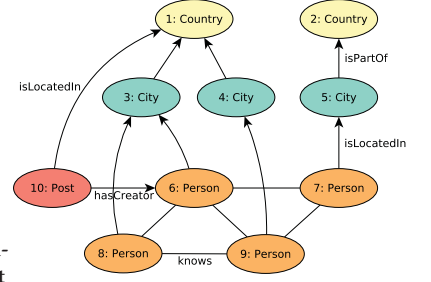 1: Country
2: Country
isPartOf
isLocatedIn
3: City
4: City
5: City
isLocatedIn
10: Post
hasCreator
6: Person
7: Person
8: Person
knows
9: Person
-
t